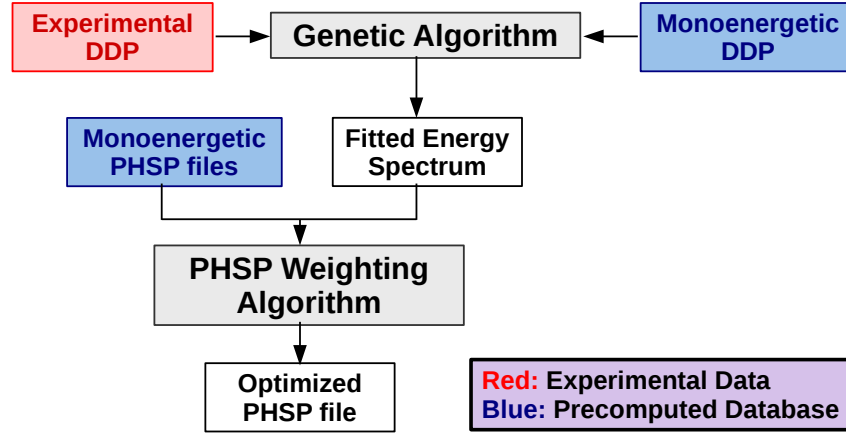 Experimental
DDP
Genetic Algorithm
Monoenergetic
DDP
Monoenergetic
PHSP files
Fitted Energy
Spectrum
PHSP Weighting
Algorithm
Optimized
PHSP file
Red: Experimental Data
Blue: Precomputed Database